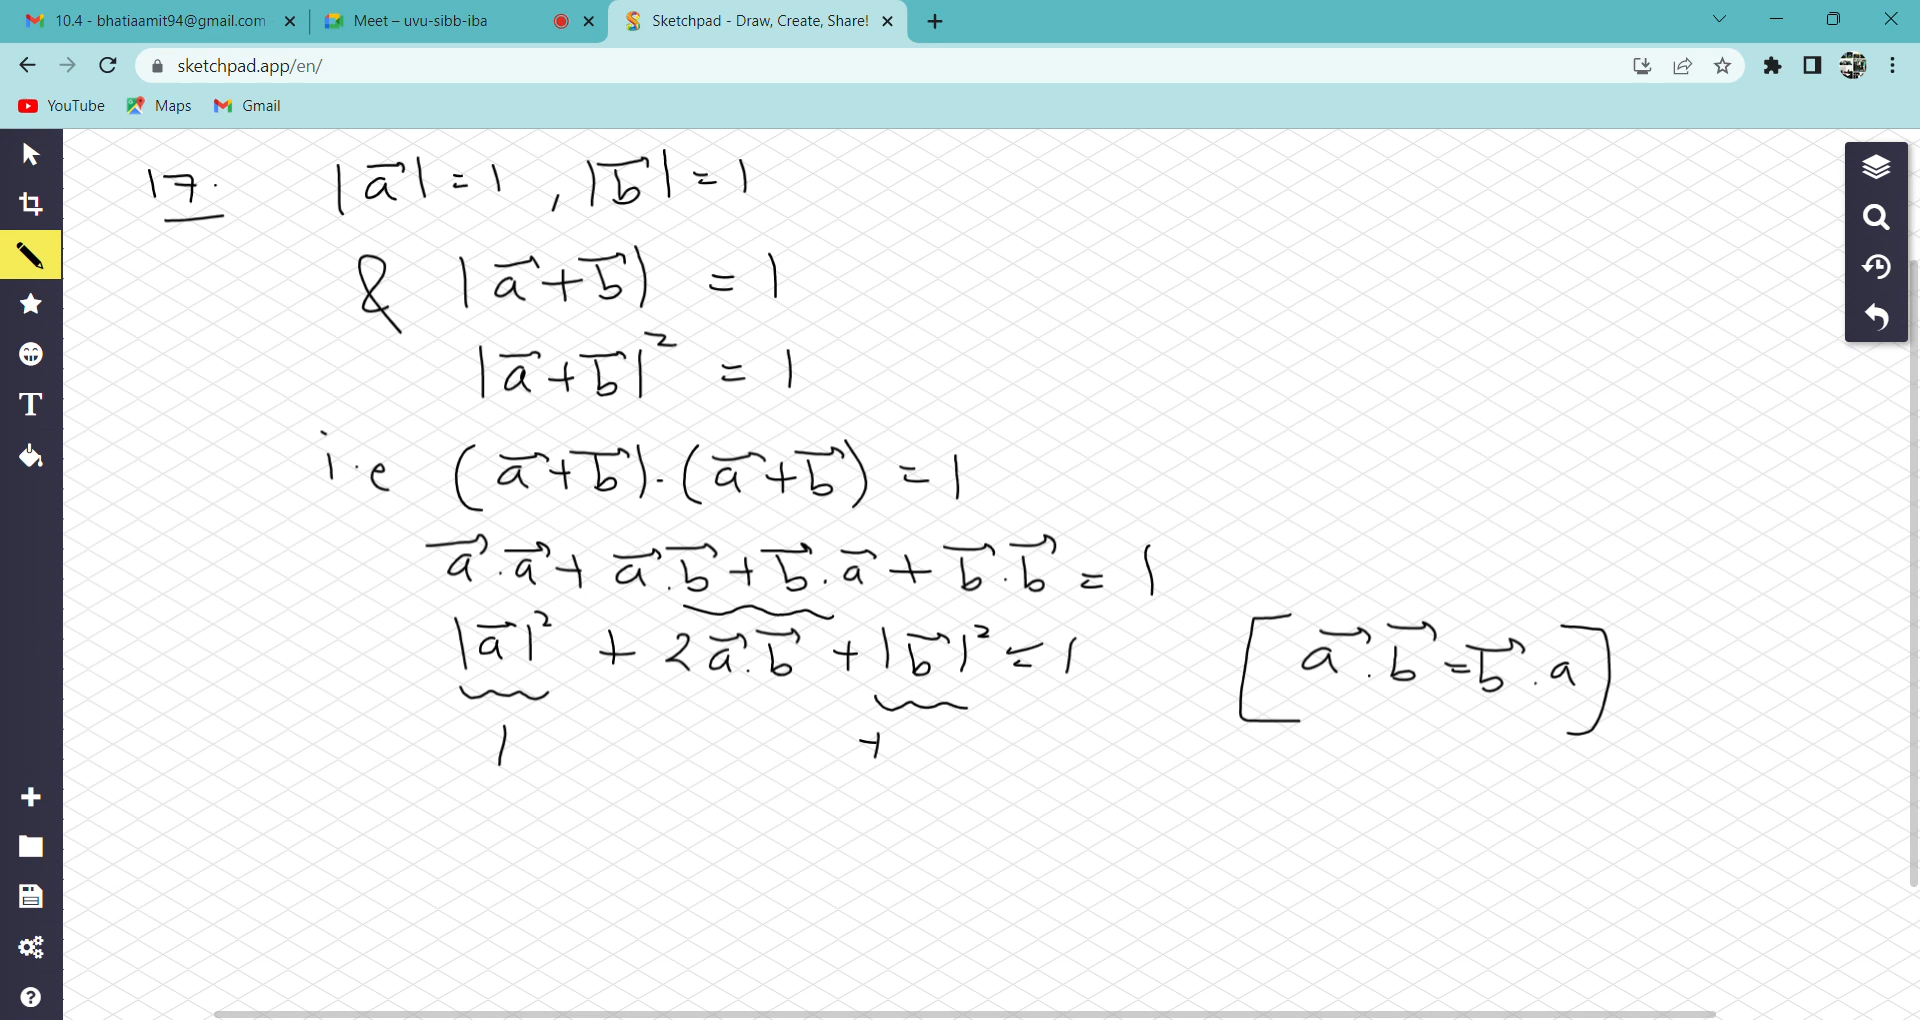 10.4 - bhatiaamit94@gmail.com
Meet – uvu-sibb-iba
Sketchpad - Draw, Create, Share!
sketchpad.app/en/
YouTube Maps Gmail
17. |a⃗| = 1 , |b⃗| = 1
& |a⃗+b⃗| = 1
|a⃗+b⃗|² = 1
i.e (a⃗+b⃗).(a⃗+b⃗) = 1
a⃗.a⃗ + a⃗.b⃗ + b⃗.a⃗ + b⃗.b⃗ = 1
|a⃗|² + 2a⃗.b⃗ + |b⃗|² = 1 [a⃗.b⃗ = b⃗.a]
1